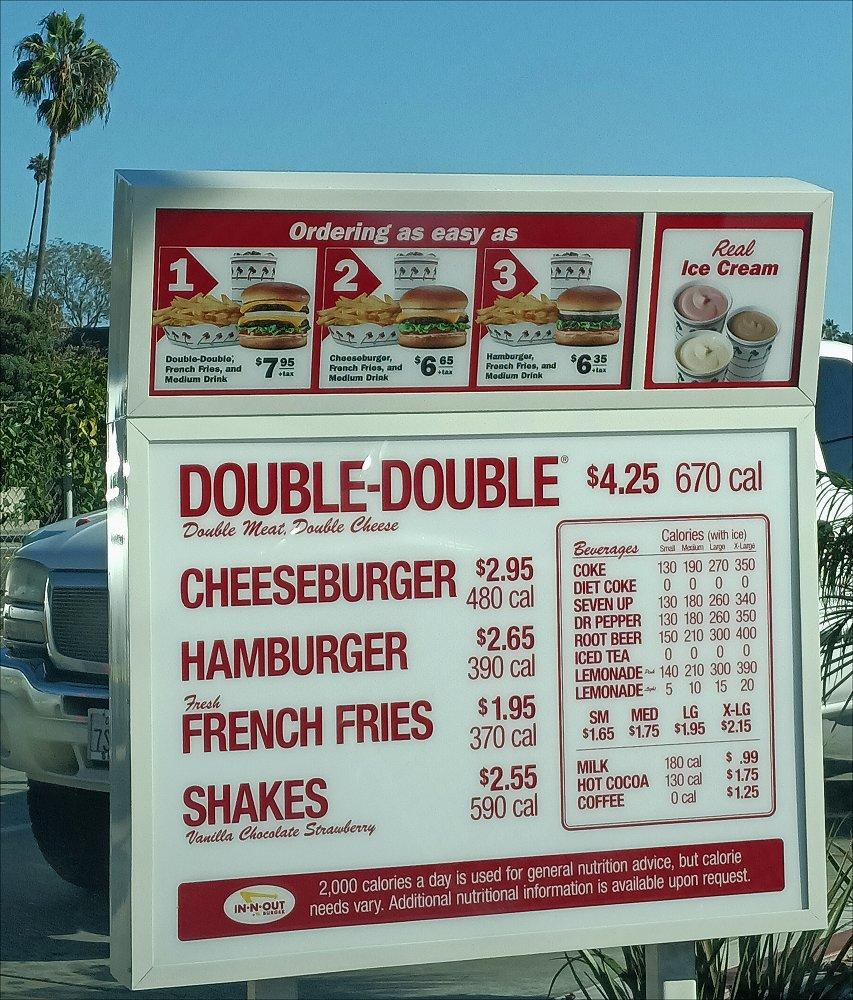 Ordering as easy as
1
Double-Double,
French Fries, and
Medium Drink
$7.95
+tax
2
Cheeseburger,
French Fries, and
Medium Drink
$6.65
+tax
3
Hamburger,
French Fries, and
Medium Drink
$6.35
+tax
Real
Ice Cream
DOUBLE-DOUBLE® $4.25 670 cal
Double Meat, Double Cheese
CHEESEBURGER $2.95
480 cal
HAMBURGER $2.65
390 cal
Fresh
FRENCH FRIES $1.95
370 cal
SHAKES $2.55
590 cal
Vanilla Chocolate Strawberry
Calories (with ice)
Beverages Small Medium Large X-Large
COKE 130 190 270 350
DIET COKE 0 0 0 0
SEVEN UP 130 180 260 340
DR PEPPER 130 180 260 350
ROOT BEER 150 210 300 400
ICED TEA 0 0 0 0
LEMONADE Pink 140 210 300 390
LEMONADE Light 5 10 15 20
SM MED LG X-LG
$1.65 $1.75 $1.95 $2.15
MILK 180 cal $ .99
HOT COCOA 130 cal $1.75
COFFEE 0 cal $1.25
IN-N-OUT
BURGER
2,000 calories a day is used for general nutrition advice, but calorie
needs vary. Additional nutritional information is available upon request.